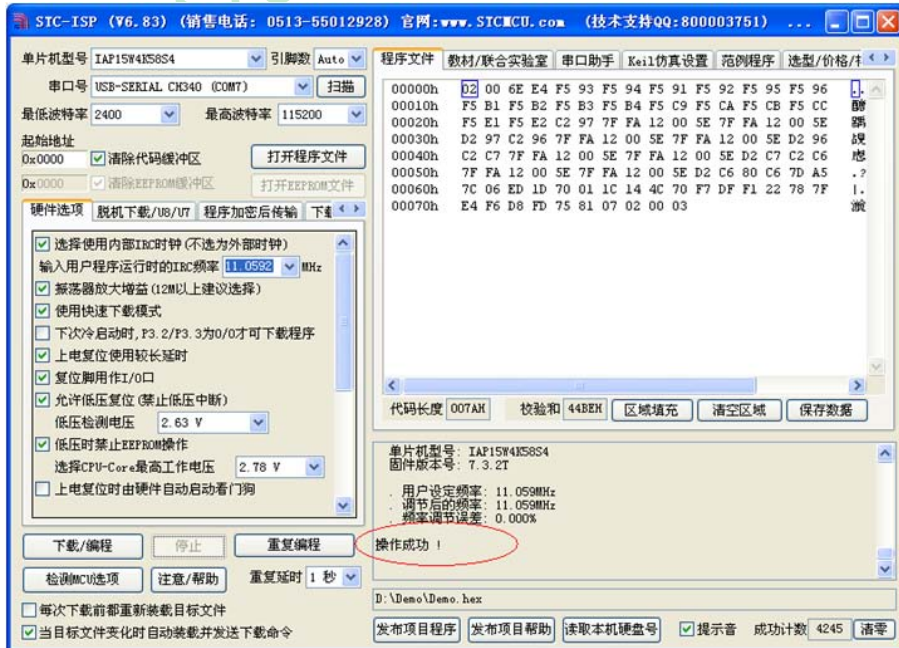 STC-ISP (V6.83) (销售电话: 0513-55012928) 官网:www.STCMCU.com (技术支持QQ:800003751) ...
单片机型号 IAP15W4K58S4 引脚数 Auto
串口号 USB-SERIAL CH340 (COM7) 扫描
最低波特率 2400 最高波特率 115200
起始地址
0x0000 清除代码缓冲区 打开程序文件
0x0000 清除EEPROM缓冲区 打开EEPROM文件
硬件选项 脱机下载/U8/U7 程序加密后传输
选择使用内部IRC时钟(不选为外部时钟)
输入用户程序运行时的IRC频率 11.0592 MHz
振荡器放大增益(12M以上建议选择)
使用快速下载模式
下次冷启动时,P3.2/P3.3为0/0才可下载程序
上电复位使用较长延时
复位脚用作I/O口
允许低压复位(禁止低压中断)
低压检测电压 2.63 V
低压时禁止EEPROM操作
选择CPU-Core最高工作电压 2.78 V
上电复位时由硬件自动启动看门狗
下载/编程 停止 重复编程
检测MCU选项 注意/帮助 重复延时 1 秒
每次下载前都重新装载目标文件
当目标文件变化时自动装载并发送下载命令
程序文件 教材/联合实验室 串口助手 Keil仿真设置 范例程序 选型/价格/
00000h 02 00 6E E4 F5 93 F5 94 F5 91 F5 92 F5 95 F5 96
00010h F5 B1 F5 B2 F5 B3 F5 B4 F5 C9 F5 CA F5 CB F5 CC
00020h F5 E1 F5 E2 C2 97 7F FA 12 00 5E 7F FA 12 00 5E
00030h D2 97 C2 96 7F FA 12 00 5E 7F FA 12 00 5E D2 96
00040h C2 C7 7F FA 12 00 5E 7F FA 12 00 5E D2 C7 C2 C6
00050h 7F FA 12 00 5E 7F FA 12 00 5E D2 C6 80 C6 7D A5 .?
00060h 7C 06 ED 1D 70 01 1C 14 4C 70 F7 DF F1 22 78 7F |.
00070h E4 F6 D8 FD 75 81 07 02 00 03
代码长度 007AH 校验和 44BEH 区域填充 清空区域 保存数据
单片机型号: IAP15W4K58S4
固件版本号: 7.3.2T
. 用户设定频率: 11.059MHz
. 调节后的频率: 11.059MHz
. 频率调节误差: 0.000%
操作成功 !
D:\Demo\Demo.hex
发布项目程序 发布项目帮助 读取本机硬盘号 提示音 成功计数 4245 清零